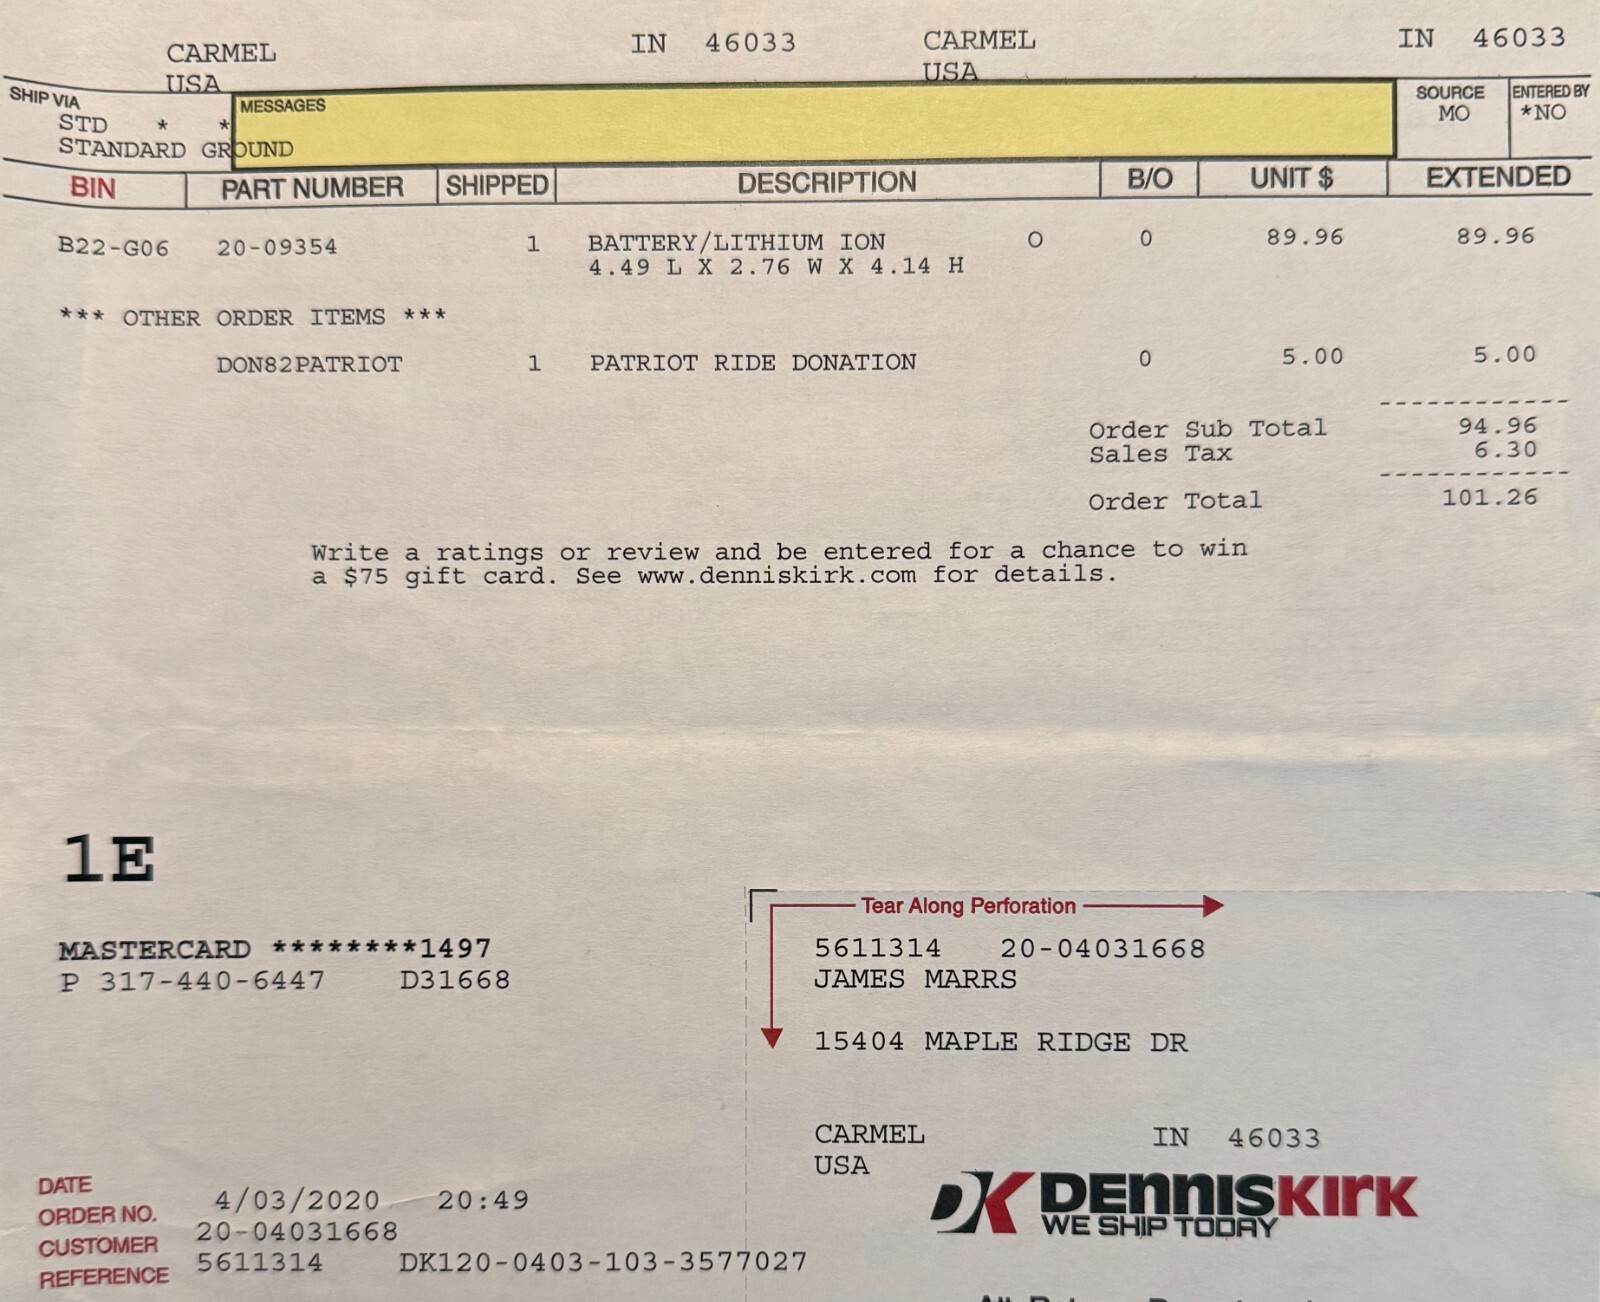 CARMEL IN 46033 CARMEL IN 46033
USA USA
SHIP VIA MESSAGES SOURCE ENTERED BY
STD * * MO *NO
STANDARD GROUND
BIN PART NUMBER SHIPPED DESCRIPTION B/O UNIT $ EXTENDED
B22-G06 20-09354 1 BATTERY/LITHIUM ION O 0 89.96 89.96
4.49 L X 2.76 W X 4.14 H
*** OTHER ORDER ITEMS ***
DON82PATRIOT 1 PATRIOT RIDE DONATION 0 5.00 5.00
------------
Order Sub Total 94.96
Sales Tax 6.30
------------
Order Total 101.26
Write a ratings or review and be entered for a chance to win
a $75 gift card. See www.denniskirk.com for details.
1E
Tear Along Perforation
MASTERCARD ********1497 5611314 20-04031668
P 317-440-6447 D31668 JAMES MARRS
15404 MAPLE RIDGE DR
CARMEL IN 46033
USA
DK DENNISKIRK
WE SHIP TODAY
DATE 4/03/2020 20:49
ORDER NO. 20-04031668
CUSTOMER 5611314 DK120-0403-103-3577027
REFERENCE